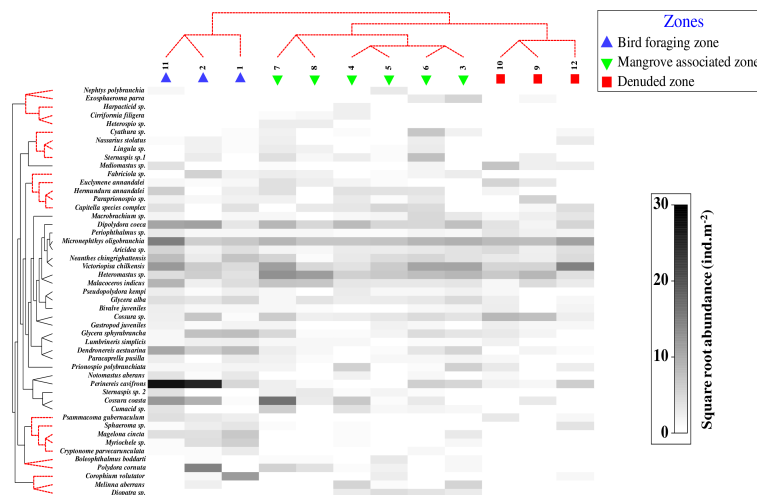 Zones
Bird foraging zone
Mangrove associated zone
Denuded zone
11 2 1 7 8 4 5 6 3 10 9 12
Nephtys polybranchia
Exosphaeroma parva
Harpacticid sp.
Cirriformia filigera
Heterospio sp.
Cyathura sp.
Nassarius stolatus
Lingula sp.
Sternaspis sp.1
Mediomastus sp.
Fabriciola sp.
Euclymene annandalei
Hermundura annandalei
Paraprionospio sp.
Capitella species complex
Macrobrachium sp.
Dipolydora coeca
Periophthalmus sp.
Micronephthys oligobranchia
Aricidea sp.
Neanthes chingrighattensis
Victoriopisa chilkensis
Heteromastus sp.
Malacoceros indicus
Pseudopolydora kempi
Glycera alba
Bivalve juveniles
Cossura sp.
Gastropod juveniles
Glycera sphyrabrancha
Lumbrineris simplicis
Dendronereis aestuarina
Paracaprella pusilla
Prionospio polybranchiata
Notomastus aberans
Perinereis cavifrons
Sternaspis sp. 2
Cossura coasta
Cumacid sp.
Psammacoma gubernaculum
Sphaeroma sp.
Magelona cincta
Myriochele sp.
Cryptonome parvecarunculata
Boleophthalmus boddarti
Polydora cornuta
Corophium volutator
Melinna aberrans
Diopatra sp.
30
20
10
0
Square root abundance (ind.m-2)